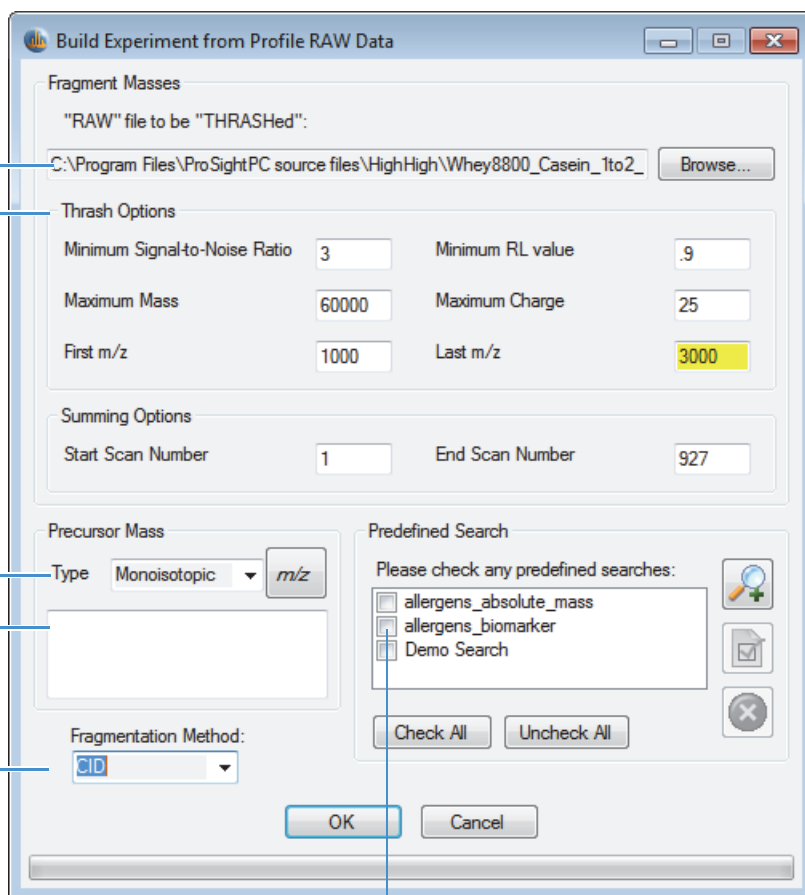 Build Experiment from Profile RAW Data
Fragment Masses
"RAW" file to be "THRASHed":
C:\Program Files\ProSightPC source files\HighHigh\Whey8800_Casein_1to2_ Browse...
Thrash Options
Minimum Signal-to-Noise Ratio 3 Minimum RL value .9
Maximum Mass 60000 Maximum Charge 25
First m/z 1000 Last m/z 3000
Summing Options
Start Scan Number 1 End Scan Number 927
Precursor Mass
Type Monoisotopic m/z
Predefined Search
Please check any predefined searches:
allergens_absolute_mass
allergens_biomarker
Demo Search
Check All Uncheck All
Fragmentation Method:
CID
OK Cancel